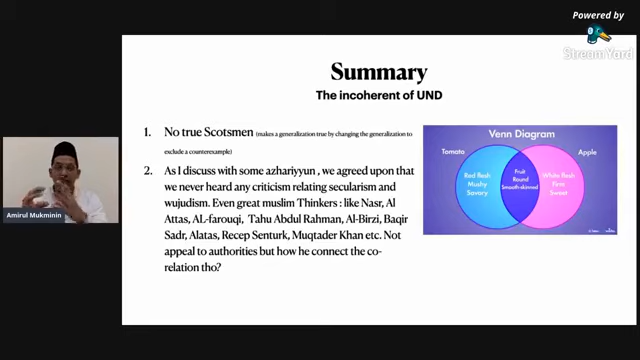 Powered by
StreamYard
Summary
The incoherent of UND
1. No true Scotsmen (makes a generalization true by changing the generalization to
exclude a counterexample)
2. As I discuss with some azhariyyun , we agreed upon that
we never heard any criticism relating secularism and
wujudism. Even great muslim Thinkers : like Nasr, Al
Attas, AL-farouqi, Tahu Abdul Rahman, Al-Birzi, Baqir
Sadr, Alatas, Recep Senturk, Muqtader Khan etc. Not
appeal to authorities but how he connect the co-
relation tho?
Venn Diagram
Tomato
Apple
Red flesh
Mushy
Savory
Fruit
Round
Smooth-skinned
White flesh
Firm
Sweet
Amirul Mukminin